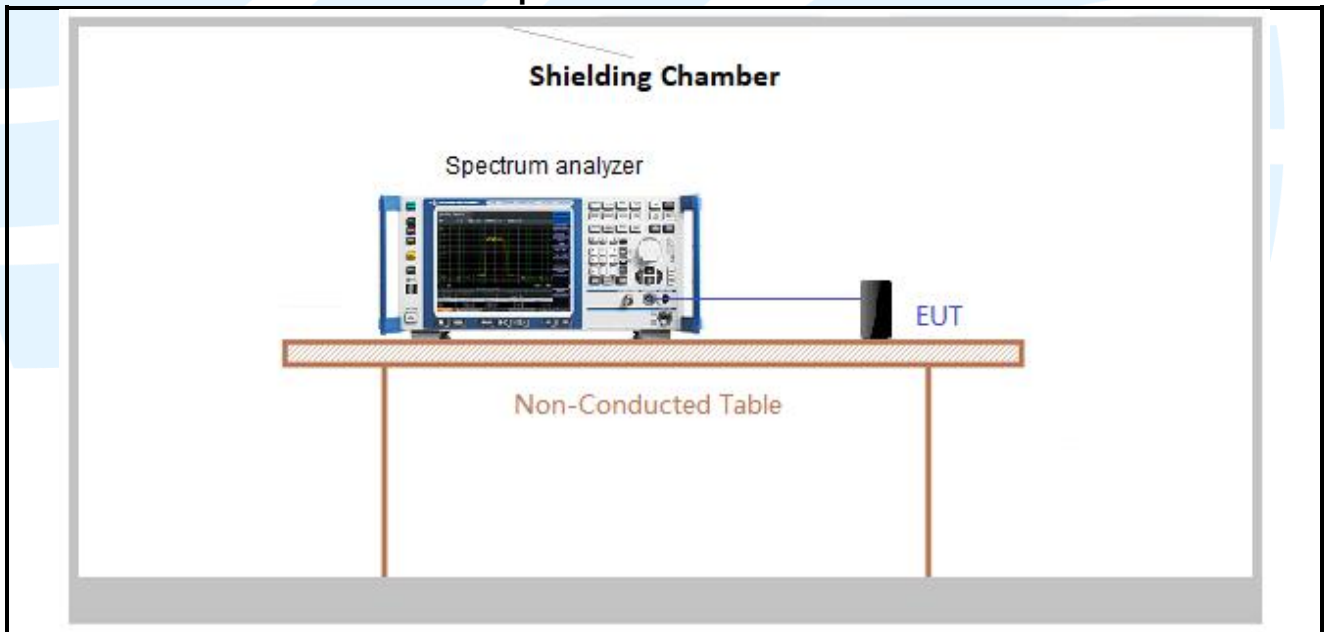 Shielding Chamber
Spectrum analyzer
EUT
Non-Conducted Table